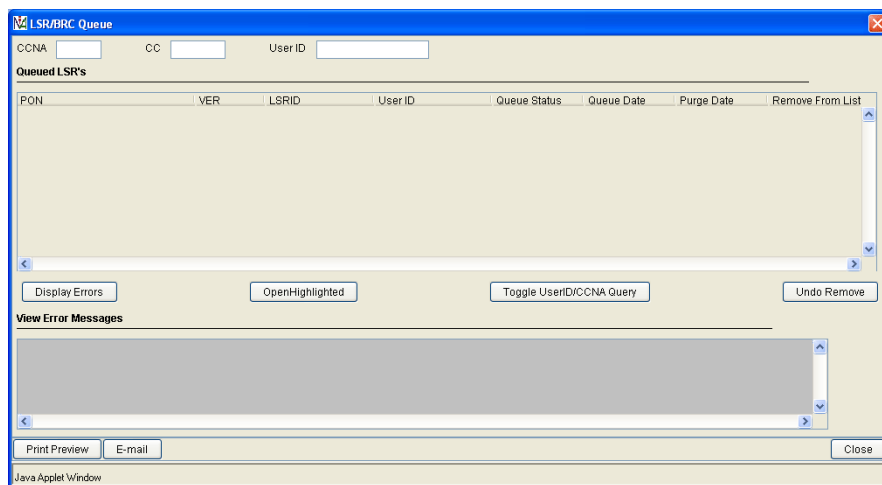 LSR/BRC Queue
CCNA CC User ID
Queued LSR's
PON VER LSRID User ID Queue Status Queue Date Purge Date Remove From List
Display Errors OpenHighlighted Toggle UserID/CCNA Query Undo Remove
View Error Messages
Print Preview E-mail Close
Java Applet Window